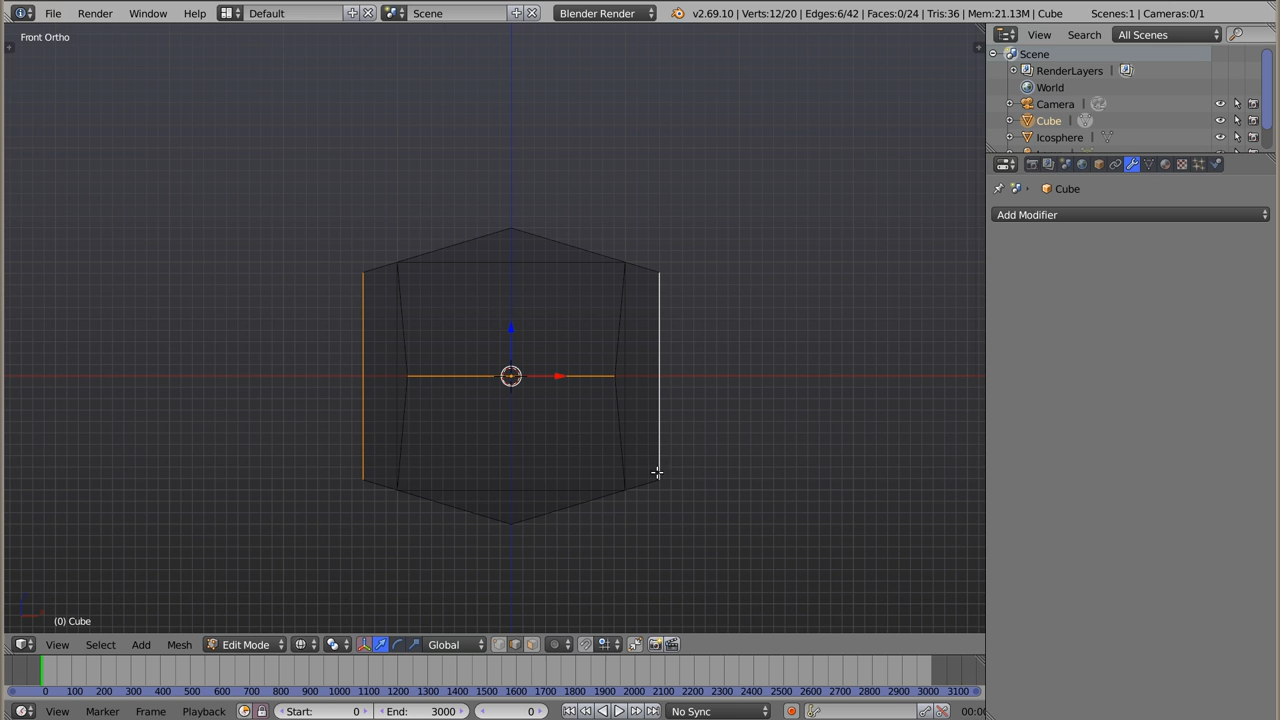 File Render Window Help Default Scene Blender Render v2.69.10 | Verts:12/20 | Edges:6/42 | Faces:0/24 | Tris:36 | Mem:21.13M | Cube Scenes:1 | Cameras:0/1
Front Ortho
View Search All Scenes
Scene
RenderLayers
World
Camera
Cube
Icosphere
Cube
Add Modifier
(0) Cube
View Select Add Mesh Edit Mode Global
0 100 200 300 400 500 600 700 800 900 1000 1100 1200 1300 1400 1500 1600 1700 1800 1900 2000 2100 2200 2300 2400 2500 2600 2700 2800 2900 3000 3100
View Marker Frame Playback Start: 0 End: 3000 0 No Sync